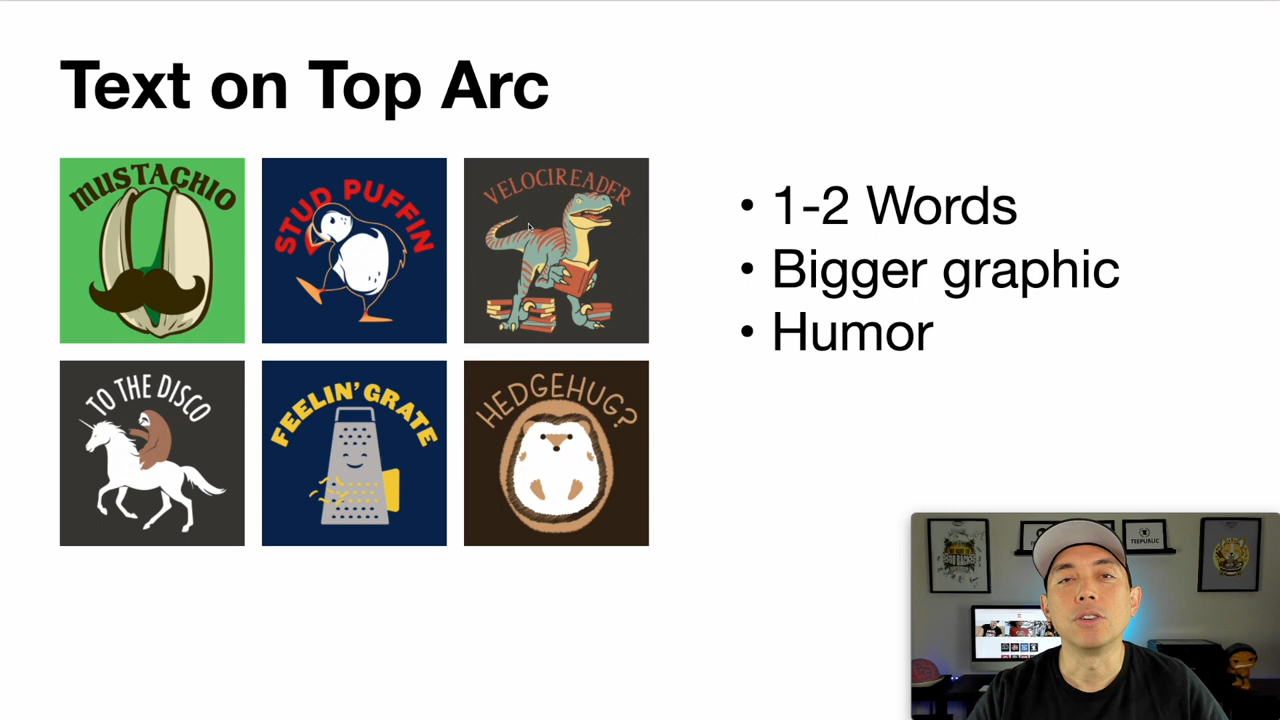 Text on Top Arc
MUSTACHIO
STUD PUFFIN
VELOCIREADER
TO THE DISCO
FEELIN' GRATE
HEDGEHUG?
• 1-2 Words
• Bigger graphic
• Humor
TEEPUBLIC